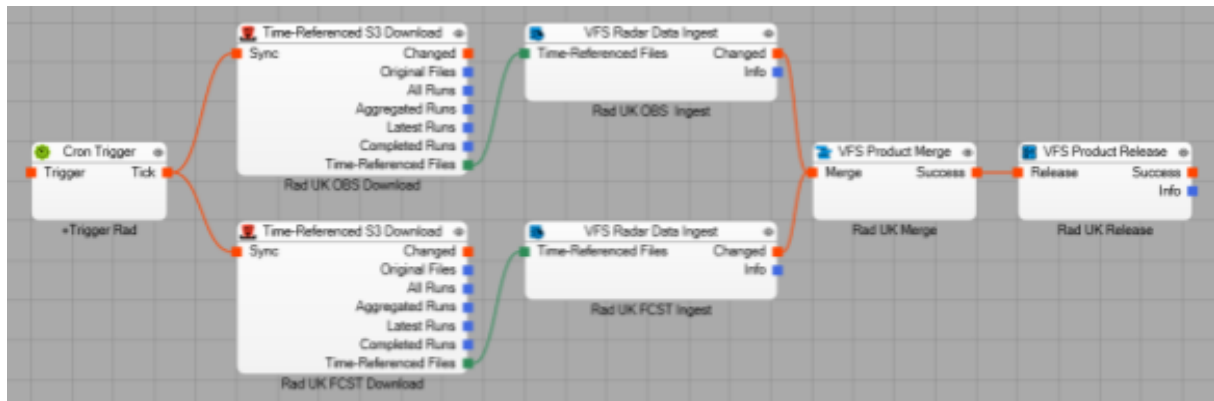 Time-Referenced S3 Download
Sync
Changed
Original Files
All Runs
Aggregated Runs
Latest Runs
Completed Runs
Time-Referenced Files
Rad UK OBS Download
VFS Radar Data Ingest
Time-Referenced Files
Changed
Info
Rad UK OBS Ingest
Cron Trigger
Trigger
Tick
+Trigger Rad
VFS Product Merge
Merge
Success
Rad UK Merge
VFS Product Release
Release
Success
Info
Rad UK Release
Time-Referenced S3 Download
Sync
Changed
Original Files
All Runs
Aggregated Runs
Latest Runs
Completed Runs
Time-Referenced Files
Rad UK FCST Download
VFS Radar Data Ingest
Time-Referenced Files
Changed
Info
Rad UK FCST Ingest